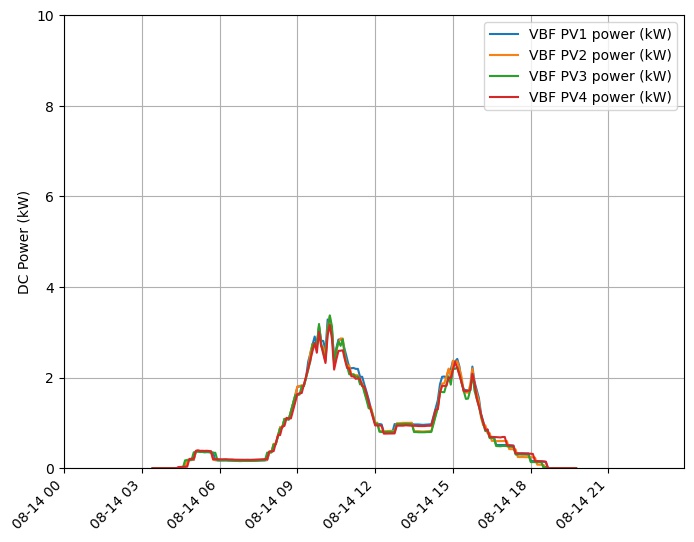 10
8
6
4
2
0
DC Power (kW)
VBF PV1 power (kW)
VBF PV2 power (kW)
VBF PV3 power (kW)
VBF PV4 power (kW)
08-14 00
08-14 03
08-14 06
08-14 09
08-14 12
08-14 15
08-14 18
08-14 21